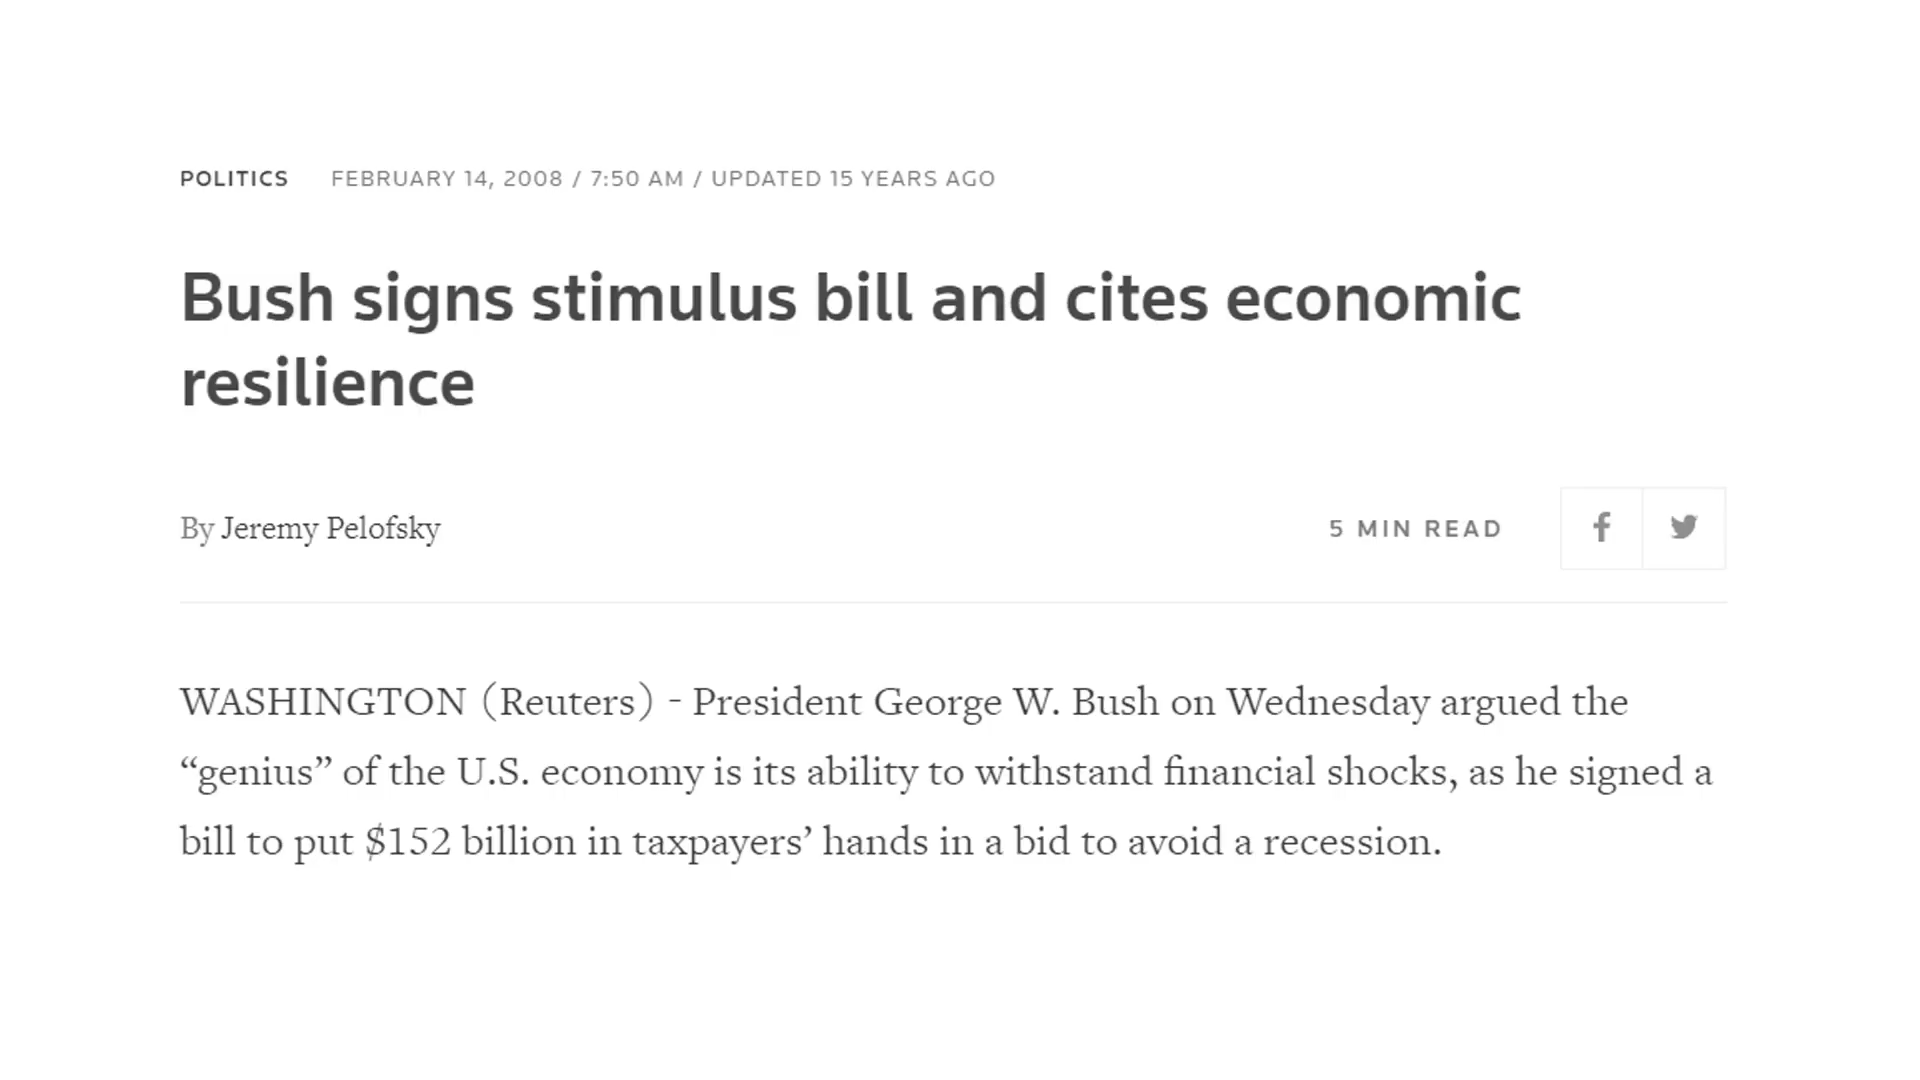 POLITICS FEBRUARY 14, 2008 / 7:50 AM / UPDATED 15 YEARS AGO
Bush signs stimulus bill and cites economic
resilience
By Jeremy Pelofsky 5 MIN READ
WASHINGTON (Reuters) - President George W. Bush on Wednesday argued the
“genius” of the U.S. economy is its ability to withstand financial shocks, as he signed a
bill to put $152 billion in taxpayers’ hands in a bid to avoid a recession.